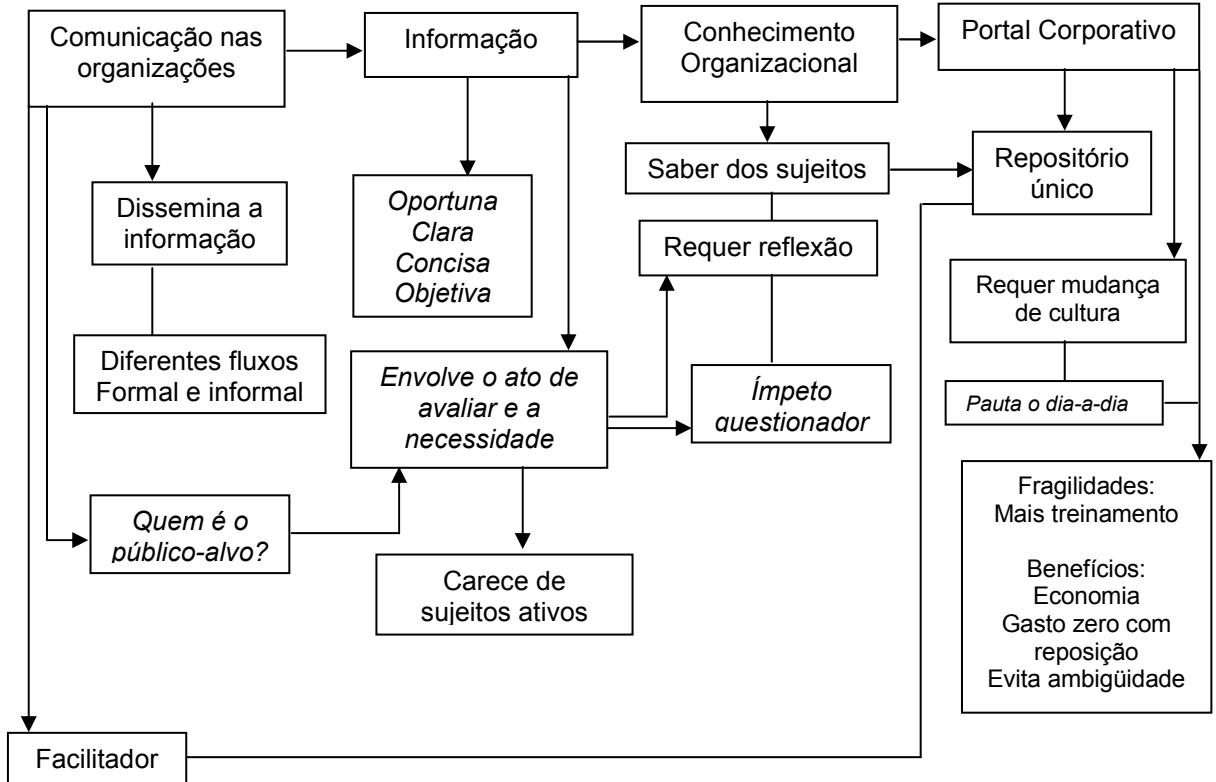 Comunicação nas
organizações
Informação
Conhecimento
Organizacional
Portal Corporativo
Saber dos sujeitos
Repositório
único
Dissemina a
informação
Oportuna
Clara
Concisa
Objetiva
Requer reflexão
Requer mudança
de cultura
Diferentes fluxos
Formal e informal
Envolve o ato de
avaliar e a
necessidade
Ímpeto
questionador
Pauta o dia-a-dia
Quem é o
público-alvo?
Carece de
sujeitos ativos
Fragilidades:
Mais treinamento
Benefícios:
Economia
Gasto zero com
reposição
Evita ambigüidade
Facilitador